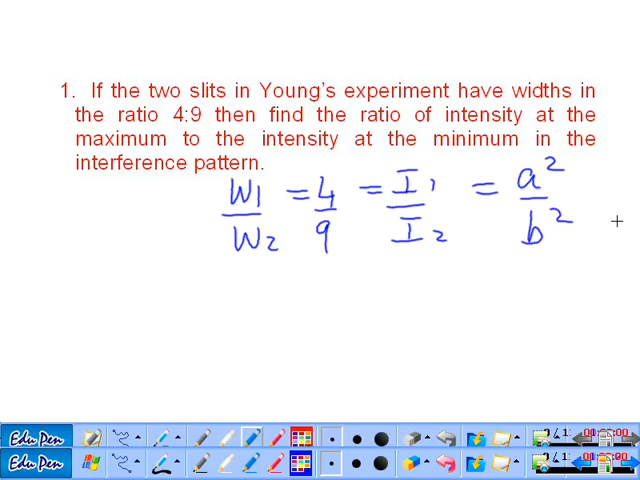 1. If the two slits in Young's experiment have widths in
the ratio 4:9 then find the ratio of intensity at the
maximum to the intensity at the minimum in the
interference pattern.
W1/W2 = 4/9 = I1/I2 = a²/b²
Edu Pen
Edu Pen